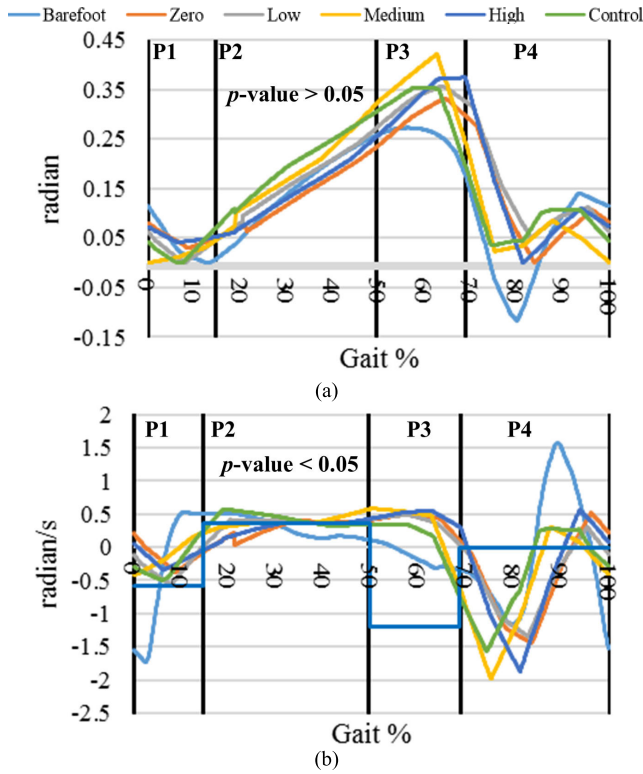 Barefoot Zero Low Medium High Control
0.45
P1 P2 P3 P4
0.35
p-value > 0.05
0.25
radian
0.15
0.05
-0.05
0 10 20 30 40 50 60 70 80 90 100
-0.15
Gait %
(a)
2
P1 P2 P3 P4
1.5
p-value < 0.05
1
0.5
radian/s
0
0 10 20 30 40 50 60 70 80 90 100
-0.5
-1
-1.5
-2
-2.5
Gait %
(b)